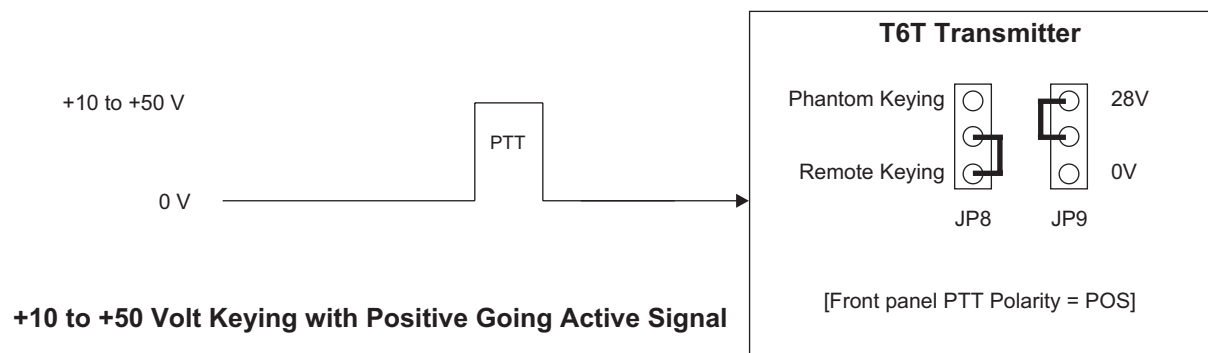 T6T Transmitter
+10 to +50 V
PTT
0 V
Phantom Keying
28V
Remote Keying
0V
JP8
JP9
[Front panel PTT Polarity = POS]
+10 to +50 Volt Keying with Positive Going Active Signal